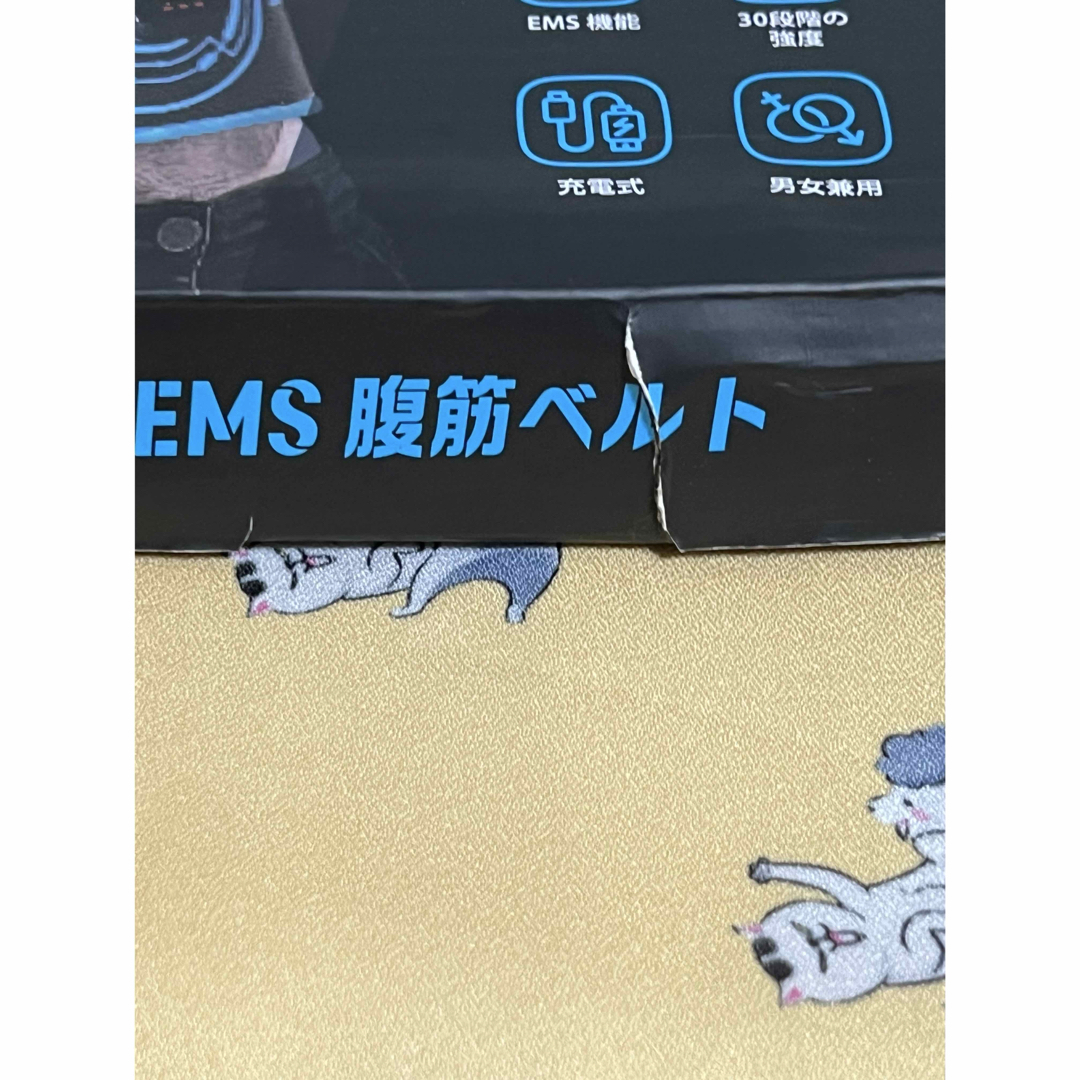 EMS 機能
30段階の
強度
充電式
男女兼用
EMS 腹筋ベルト